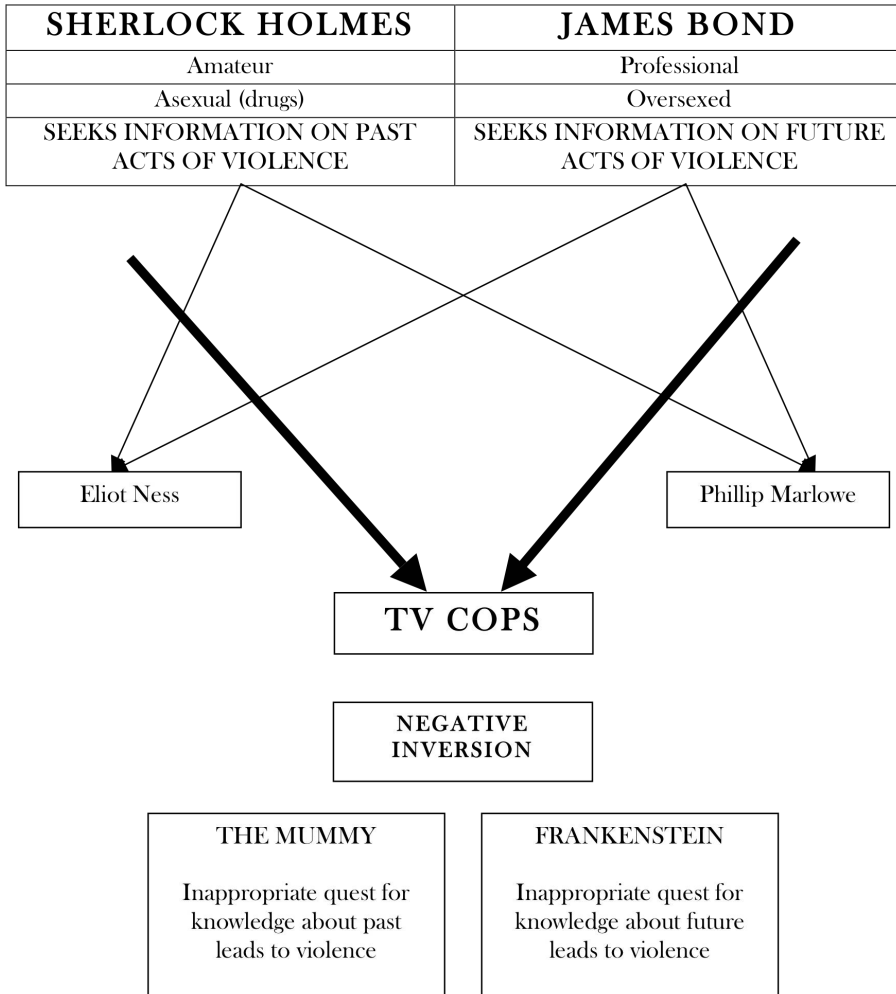 SHERLOCK HOLMES
JAMES BOND
Amateur
Professional
Asexual (drugs)
Oversexed
SEEKS INFORMATION ON PAST
ACTS OF VIOLENCE
SEEKS INFORMATION ON FUTURE
ACTS OF VIOLENCE
Eliot Ness
Phillip Marlowe
TV COPS
NEGATIVE
INVERSION
THE MUMMY
Inappropriate quest for
knowledge about past
leads to violence
FRANKENSTEIN
Inappropriate quest for
knowledge about future
leads to violence